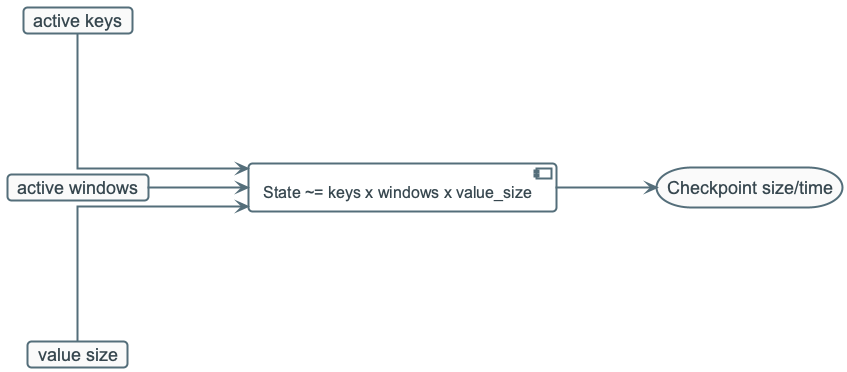 active keys
active windows
State ~= keys x windows x value_size
Checkpoint size/time
value size